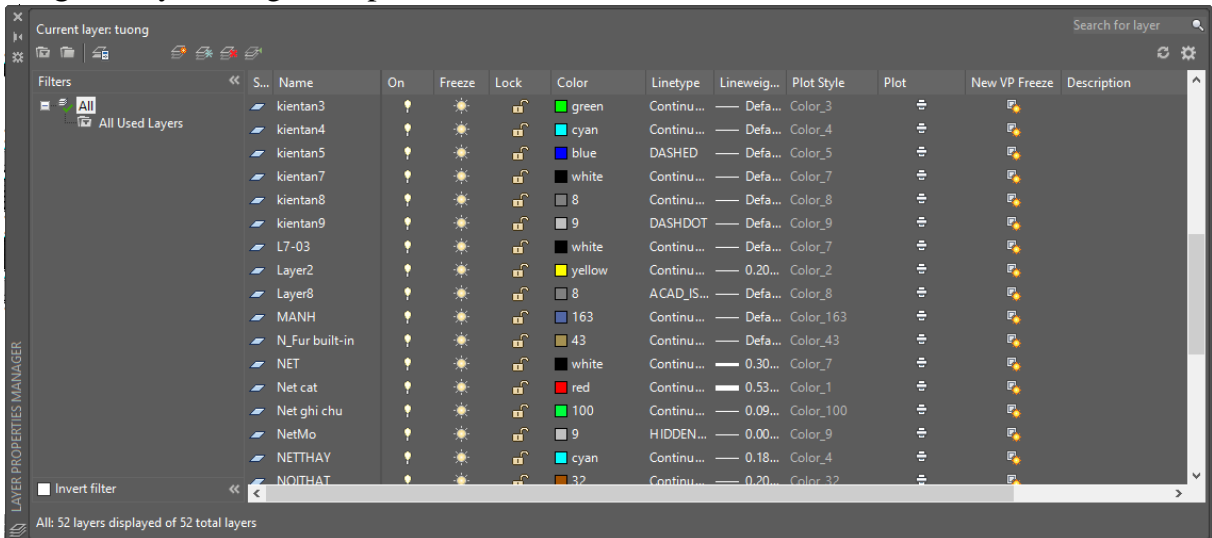 Current layer: tuong
Search for layer
Filters
S... Name On Freeze Lock Color Linetype Lineweig... Plot Style Plot New VP Freeze Description
All
All Used Layers
kientan3 green Continu... Defa... Color_3
kientan4 cyan Continu... Defa... Color_4
kientan5 blue DASHED Defa... Color_5
kientan7 white Continu... Defa... Color_7
kientan8 8 Continu... Defa... Color_8
kientan9 9 DASHDOT Defa... Color_9
L7-03 white Continu... Defa... Color_7
Layer2 yellow Continu... 0.20... Color_2
Layer8 8 ACAD_IS... Defa... Color_8
MANH 163 Continu... Defa... Color_163
N_Fur built-in 43 Continu... Defa... Color_43
NET white Continu... 0.30... Color_7
Net cat red Continu... 0.53... Color_1
Net ghi chu 100 Continu... 0.09... Color_100
NetMo 9 HIDDEN... 0.00... Color_9
NETTHAY cyan Continu... 0.18... Color_4
NOITHAT 32 Continu... 0.20... Color_32
Invert filter
All: 52 layers displayed of 52 total layers
LAYER PROPERTIES MANAGER